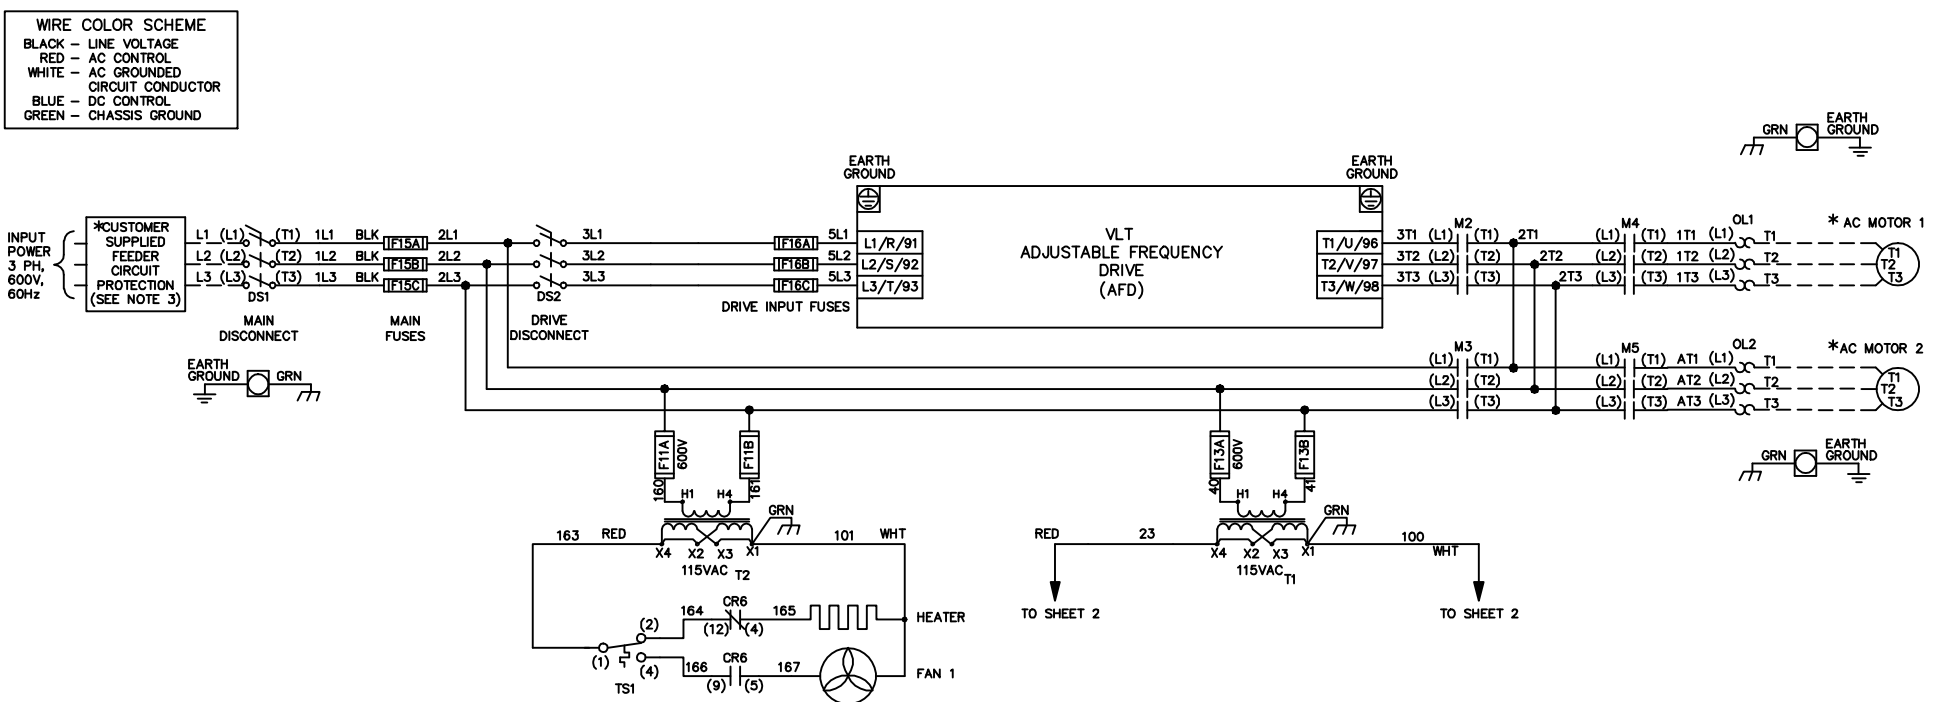 WIRE COLOR SCHEME
BLACK – LINE VOLTAGE
RED – AC CONTROL
WHITE – AC GROUNDED
CIRCUIT CONDUCTOR
BLUE – DC CONTROL
GREEN – CHASSIS GROUND
GRN
EARTH
GROUND
INPUT
POWER
3 PH,
600V,
60Hz
*CUSTOMER
SUPPLIED
FEEDER
CIRCUIT
PROTECTION
(SEE NOTE 3)
L1 (L1) (T1) 1L1 BLK F15A 2L1
L2 (L2) (T2) 1L2 BLK F15B 2L2
L3 (L3) (T3) 1L3 BLK F15C 2L3
DS1
MAIN
DISCONNECT
MAIN
FUSES
3L1
3L2
3L3
DS2
DRIVE
DISCONNECT
F16A 5L1
F16B 5L2
F16C 5L3
DRIVE INPUT FUSES
EARTH
GROUND
L1/R/91
L2/S/92
L3/T/93
VLT
ADJUSTABLE FREQUENCY
DRIVE
(AFD)
EARTH
GROUND
T1/U/96
T2/V/97
T3/W/98
M2
3T1 (L1) (T1) 2T1
3T2 (L2) (T2) 2T2
3T3 (L3) (T3) 2T3
M4
OL1
(L1) (T1) 1T1 (L1) T1
(L2) (T2) 1T2 (L2) T2
(L3) (T3) 1T3 (L3) T3
* AC MOTOR 1
T1
T2
T3
EARTH
GROUND
GRN
M3
(L1) (T1)
(L2) (T2)
(L3) (T3)
M5
OL2
(L1) (T1) AT1 (L1) T1
(L2) (T2) AT2 (L2) T2
(L3) (T3) AT3 (L3) T3
*AC MOTOR 2
T1
T2
T3
GRN
EARTH
GROUND
F11A
600V
F11B
160
161
H1 H4
GRN
163 RED
X4 X2 X3 X1
101 WHT
115VAC T2
F13A
600V
F13B
40
41
H1 H4
GRN
RED 23
X4 X2 X3 X1
100
WHT
115VAC T1
TO SHEET 2
TO SHEET 2
CR6
164 165
(12) (4)
HEATER
(2)
(1)
(4)
TS1
CR6
166 167
(9) (5)
FAN 1